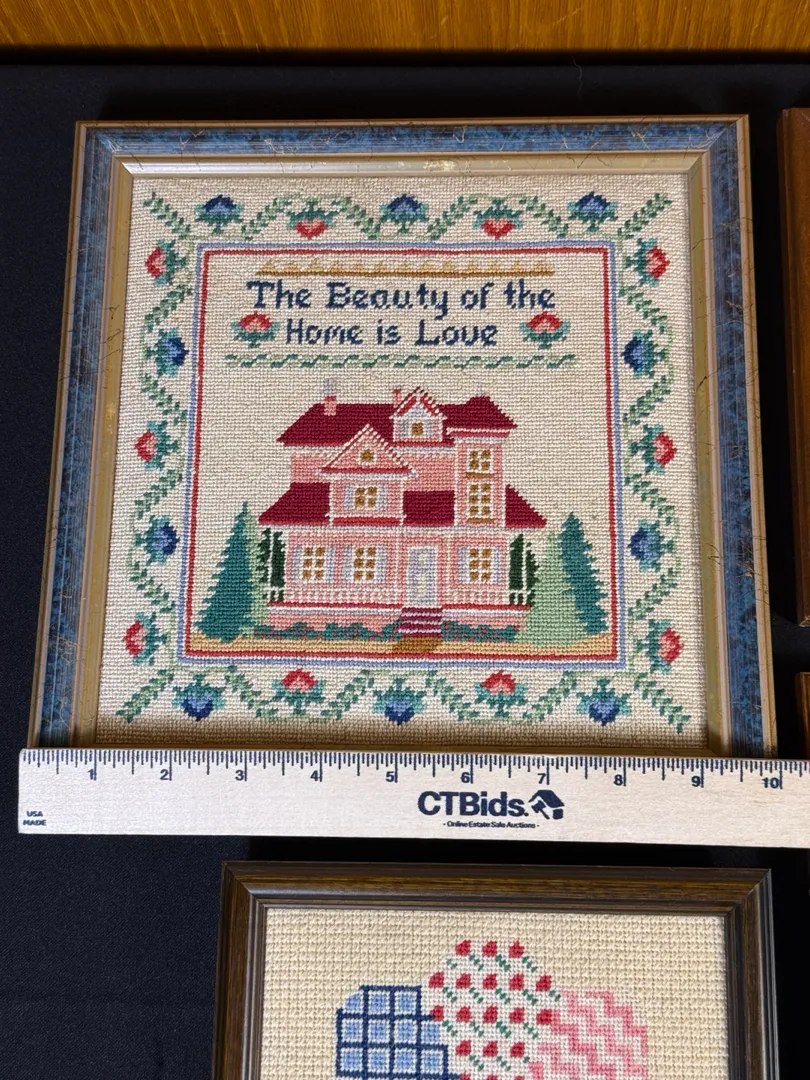 The Beauty of the
Home is Love
1 2 3 4 5 6 7 8 9 10
CTBids.
• Online Estate Sale Auctions •
USA
MADE